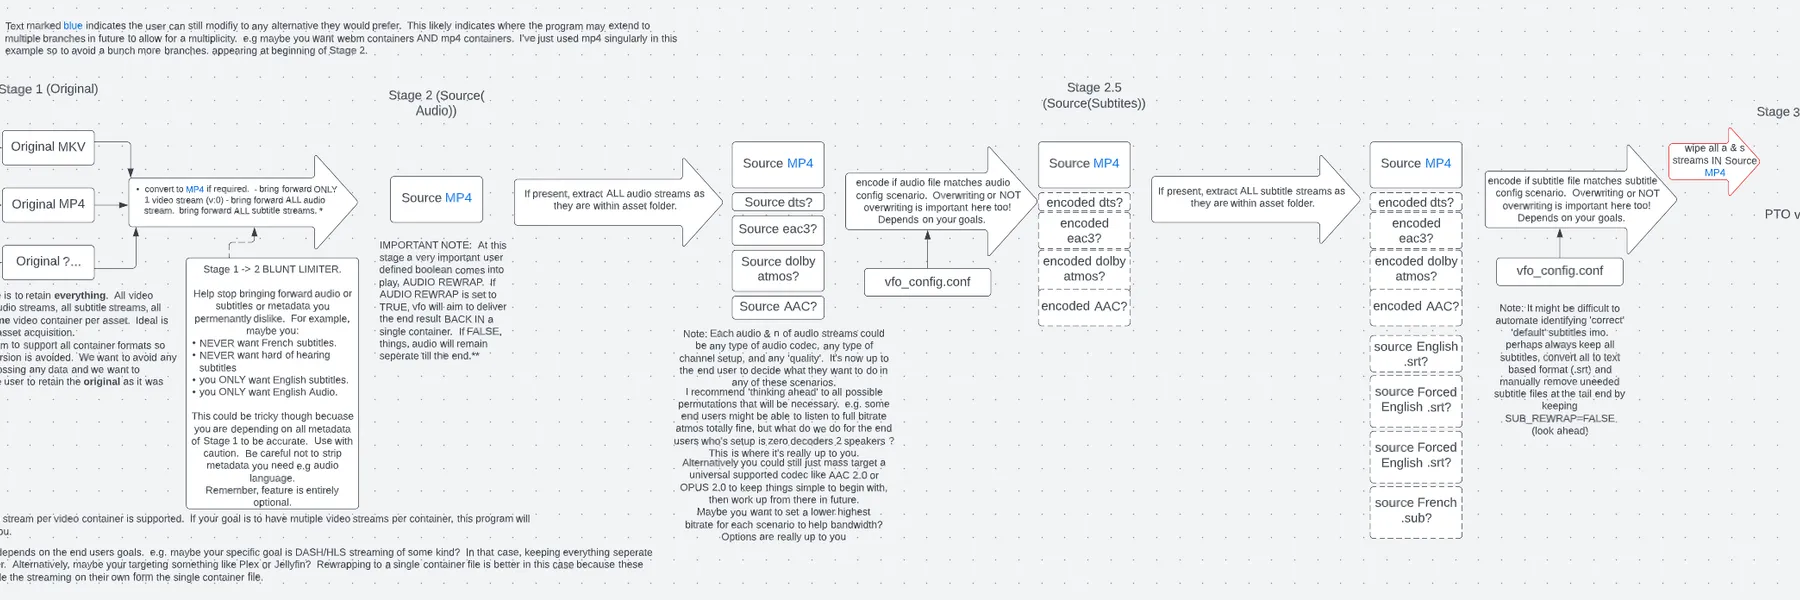 Text marked blue indicates the user can still modifiy to any alternative they would prefer. This likely indicates where the program may extend to
multiple branches in future to allow for a multiplicity. e.g maybe you want webm containers AND mp4 containers. I've just used mp4 singularly in this
example so to avoid a bunch more branches. appearing at beginning of Stage 2.
Stage 1 (Original)
Original MKV
Original MP4
Original ?...
• convert to MP4 if required. - bring forward ONLY
1 video stream (v:0) - bring forward ALL audio
stream. bring forward ALL subtitle streams. *
is to retain everything. All video
udio streams, all subtitle streams, all
ne video container per asset. Ideal is
asset acquisition.
m to support all container formats so
rsion is avoided. We want to avoid any
ossing any data and we want to
e user to retain the original as it was
Stage 1 -> 2 BLUNT LIMITER.
Help stop bringing forward audio or
subtitles or metadata you
permenantly dislike. For example,
maybe you:
• NEVER want French subtitles.
• NEVER want hard of hearing
subtitles
• you ONLY want English subtitles.
• you ONLY want English Audio.
This could be tricky though becuase
you are depending on all metadata
of Stage 1 to be accurate. Use with
caution. Be careful not to strip
metadata you need e.g audio
language.
Remember, feature is entirely
optional.
stream per video container is supported. If your goal is to have mutiple video streams per container, this program will
ou.
depends on the end users goals. e.g. maybe your specific goal is DASH/HLS streaming of some kind? In that case, keeping everything seperate
r. Alternatively, maybe your targeting something like Plex or Jellyfin? Rewrapping to a single container file is better in this case because these
le the streaming on their own form the single container file.
Stage 2 (Source(
Audio))
Source MP4
IMPORTANT NOTE: At this
stage a very important user
defined boolean comes into
play, AUDIO REWRAP. If
AUDIO REWRAP is set to
TRUE, vfo will aim to deliver
the end result BACK IN a
single container. If FALSE,
things, audio will remain
seperate till the end.**
If present, extract ALL audio streams as
they are within asset folder.
Source MP4
Source dts?
Source eac3?
Source dolby
atmos?
Source AAC?
Note: Each audio & n of audio streams could
be any type of audio codec, any type of
channel setup, and any 'quality'. It's now up to
the end user to decide what they want to do in
any of these scenarios.
I recommend 'thinking ahead' to all possible
permutations that will be necessary. e.g. some
end users might be able to listen to full bitrate
atmos totally fine, but what do we do for the end
users who's setup is zero decoders 2 speakers ?
This is where it's really up to you.
Alternatively you could still just mass target a
universal supported codec like AAC 2.0 or
OPUS 2.0 to keep things simple to begin with,
then work up from there in future.
Maybe you want to set a lower highest
bitrate for each scenario to help bandwidth?
Options are really up to you
encode if audio file matches audio
config scenario. Overwriting or NOT
overwriting is important here too!
Depends on your goals.
vfo_config.conf
Stage 2.5
(Source(Subtites))
Source MP4
encoded dts?
encoded
eac3?
encoded dolby
atmos?
encoded AAC?
If present, extract ALL subtitle streams as
they are within asset folder.
Source MP4
encoded dts?
encoded
eac3?
encoded dolby
atmos?
encoded AAC?
source English
.srt?
source Forced
English .srt?
source Forced
English .srt?
source French
.sub?
encode if subtitle file matches subtitle
config scenario. Overwriting or NOT
overwriting is important here too!
Depends on your goals.
vfo_config.conf
Note: It might be difficult to
automate identifying 'correct'
'default' subtitles imo.
perhaps always keep all
subtitles, convert all to text
based format (.srt) and
manually remove uneeded
subtitle files at the tail end by
keeping
SUB_REWRAP=FALSE.
(look ahead)
wipe all a & s
streams IN Source
MP4
Stage 3
PTO v